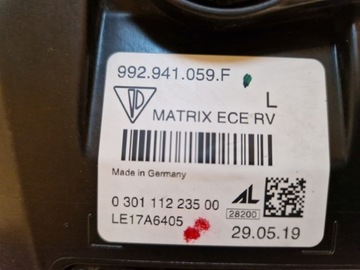 992.941.059.F
L
MATRIX ECE RV
Made in Germany
0 301 112 235 00
AL
28200
LE17A6405
29.05.19